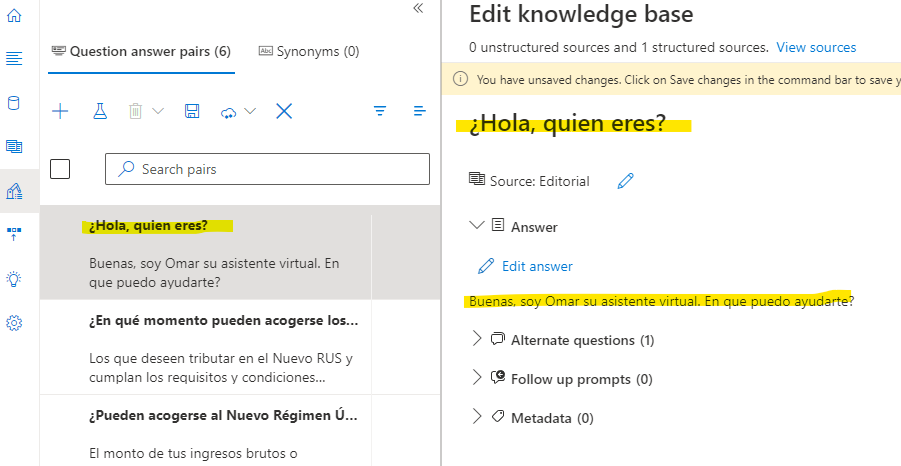 Question answer pairs (6)
Abc Synonyms (0)
Search pairs
¿Hola, quien eres?
Buenas, soy Omar su asistente virtual. En
que puedo ayudarte?
¿En qué momento pueden acogerse los...
Los que deseen tributar en el Nuevo RUS y
cumplan los requisitos y condiciones...
¿Pueden acogerse al Nuevo Régimen Ú...
El monto de tus ingresos brutos o
Edit knowledge base
0 unstructured sources and 1 structured sources. View sources
You have unsaved changes. Click on Save changes in the command bar to save y
¿Hola, quien eres?
Source: Editorial
Answer
Edit answer
Buenas, soy Omar su asistente virtual. En que puedo ayudarte?
Alternate questions (1)
Follow up prompts (0)
Metadata (0)